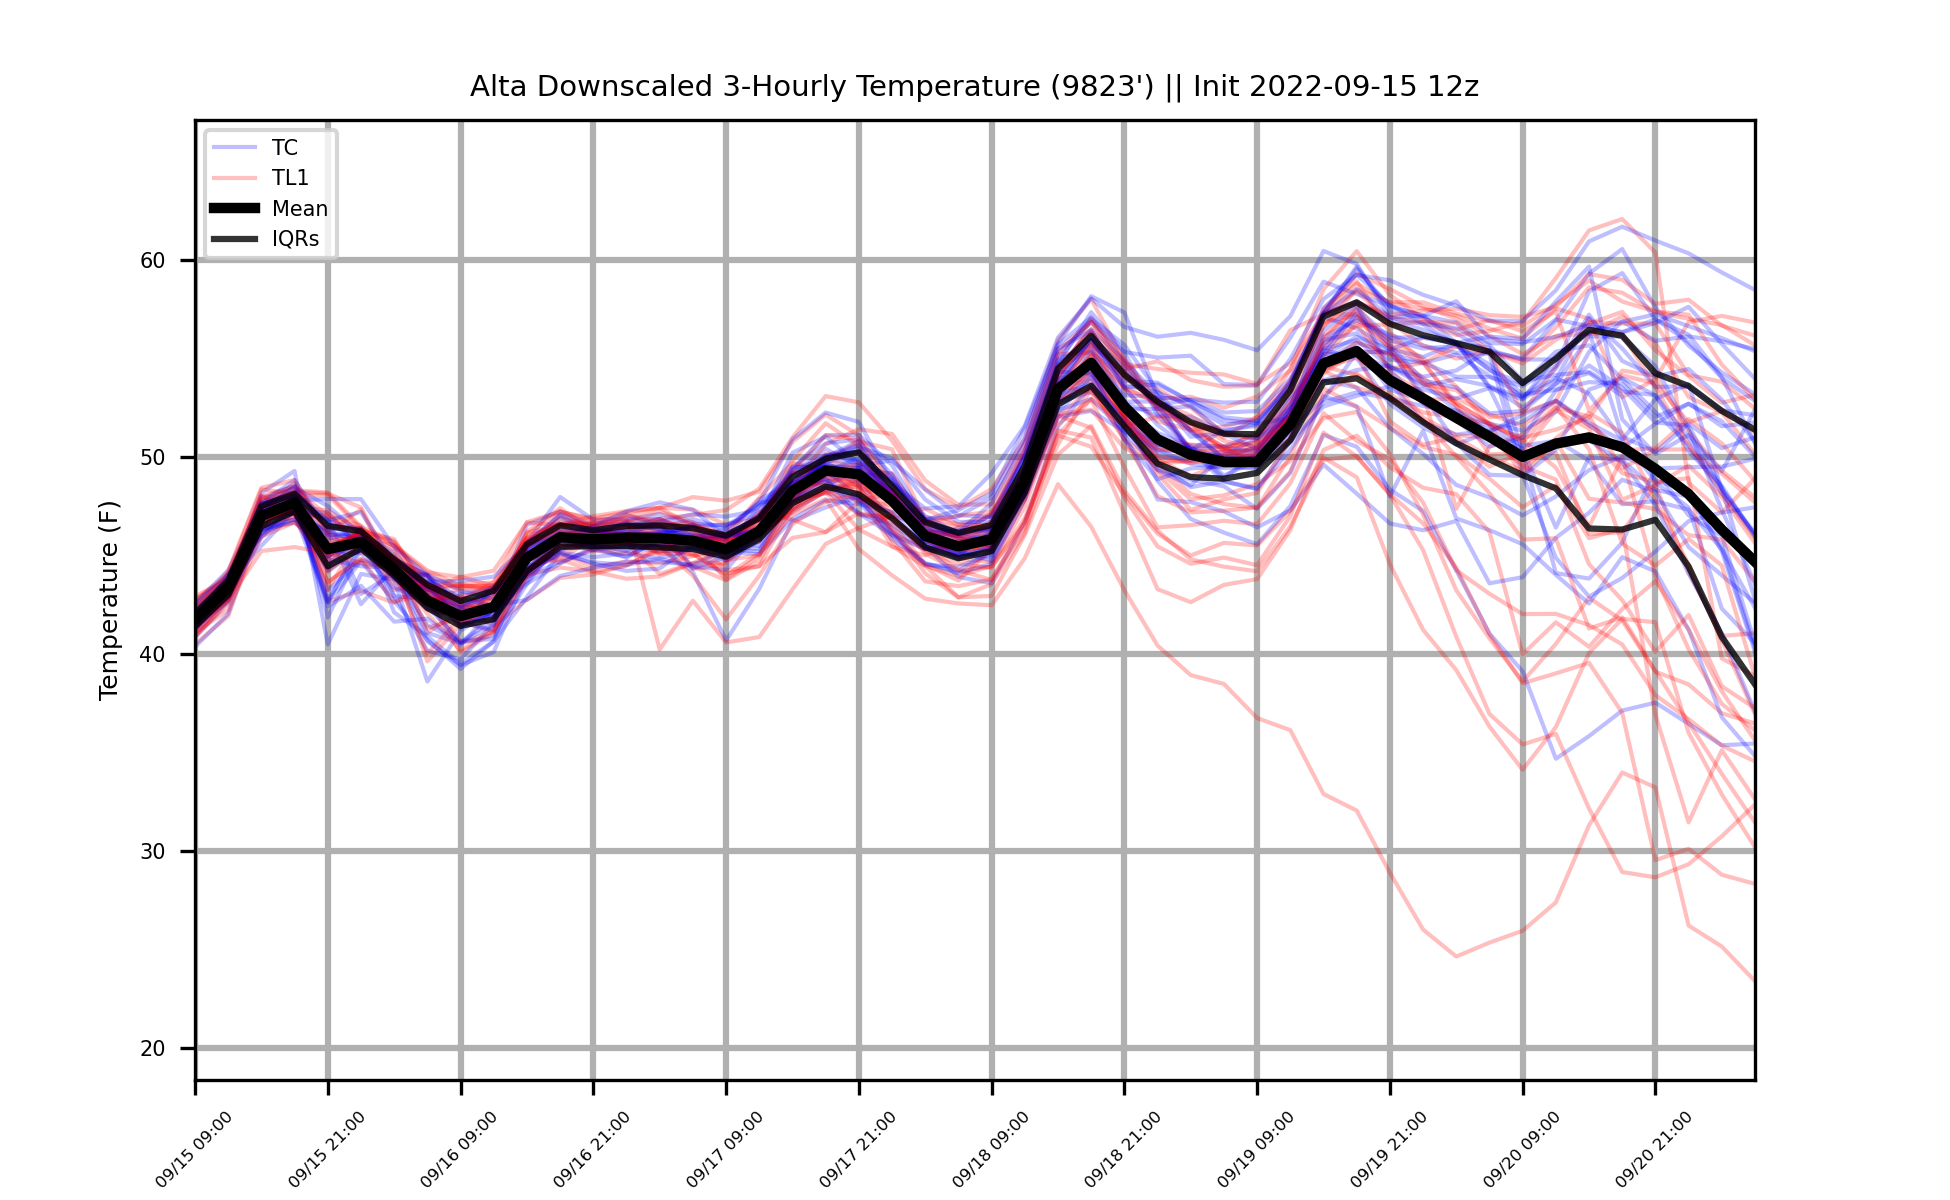 Alta Downscaled 3-Hourly Temperature (9823') || Init 2022-09-15 12z
TC
TL1
Mean
IQRs
Temperature (F)
60
50
40
30
20
09/15 09:00
09/15 21:00
09/16 09:00
09/16 21:00
09/17 09:00
09/17 21:00
09/18 09:00
09/18 21:00
09/19 09:00
09/19 21:00
09/20 09:00
09/20 21:00